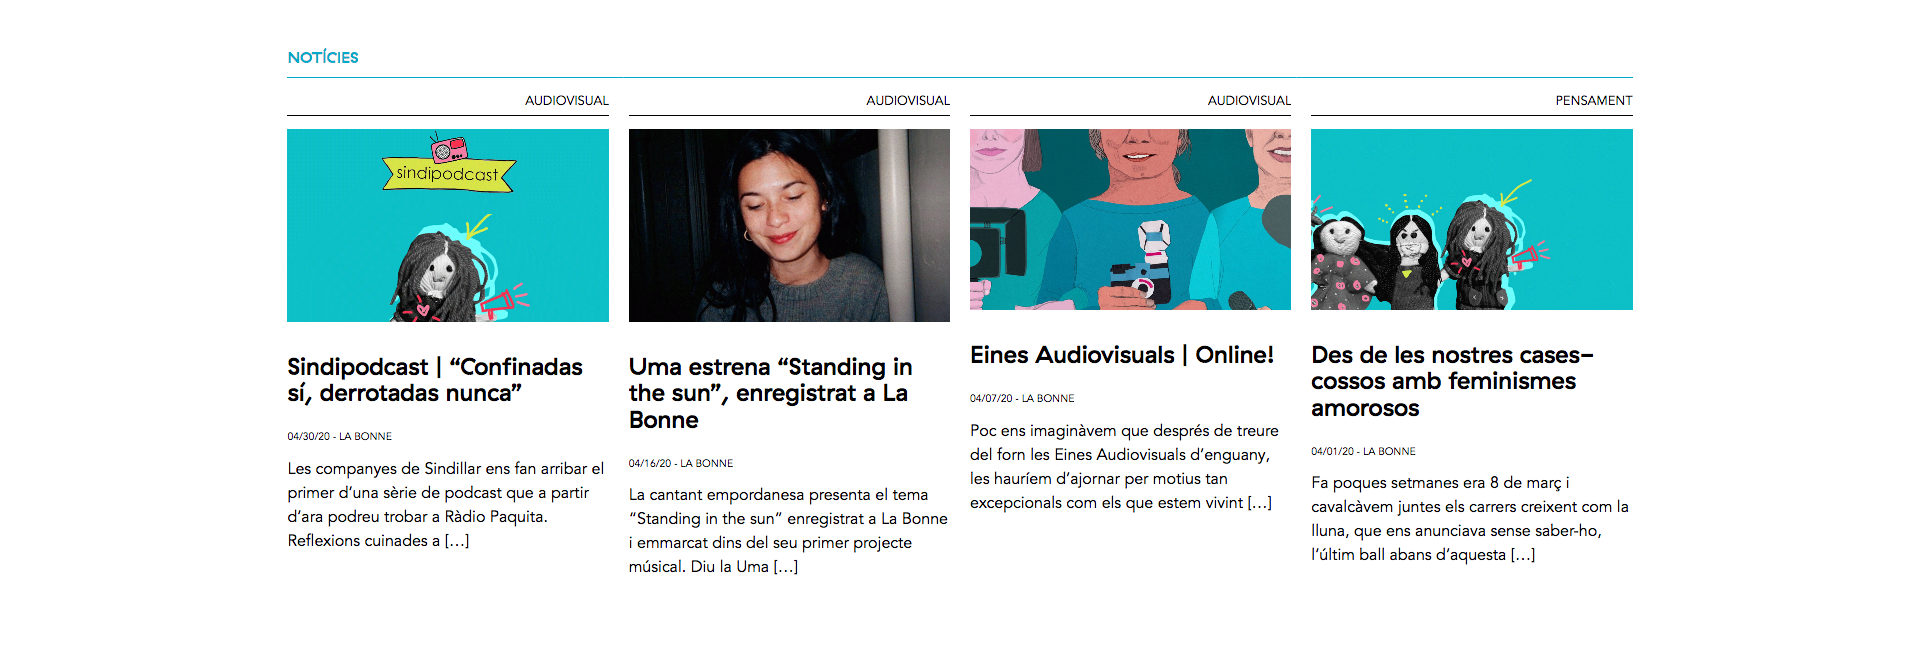 NOTÍCIES
AUDIOVISUAL
sindipodcast
Sindipodcast | “Confinadas
sí, derrotadas nunca”
04/30/20 - LA BONNE
Les companyes de Sindillar ens fan arribar el
primer d’una sèrie de podcast que a partir
d’ara podreu trobar a Ràdio Paquita.
Reflexions cuinades a […]
AUDIOVISUAL
Uma estrena “Standing in
the sun”, enregistrat a La
Bonne
04/16/20 - LA BONNE
La cantant empordanesa presenta el tema
“Standing in the sun” enregistrat a La Bonne
i emmarcat dins del seu primer projecte
músical. Diu la Uma […]
AUDIOVISUAL
Eines Audiovisuals | Online!
04/07/20 - LA BONNE
Poc ens imaginàvem que després de treure
del forn les Eines Audiovisuals d’enguany,
les hauríem d’ajornar per motius tan
excepcionals com els que estem vivint […]
PENSAMENT
Des de les nostres cases-
cossos amb feminismes
amorosos
04/01/20 - LA BONNE
Fa poques setmanes era 8 de març i
cavalcàvem juntes els carrers creixent com la
lluna, que ens anunciava sense saber-ho,
l’últim ball abans d’aquesta […]